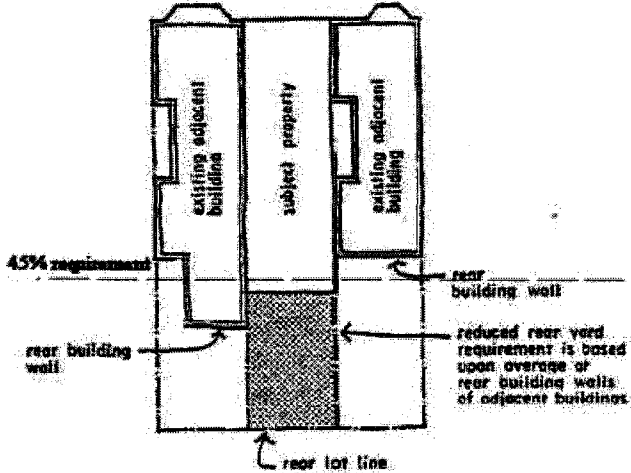 existing adjacent
building
subject property
existing adjacent
building
45% requirement
rear
building wall
rear building
wall
reduced rear yard
requirement is based
upon average of
rear building walls
of adjacent buildings
rear lot line